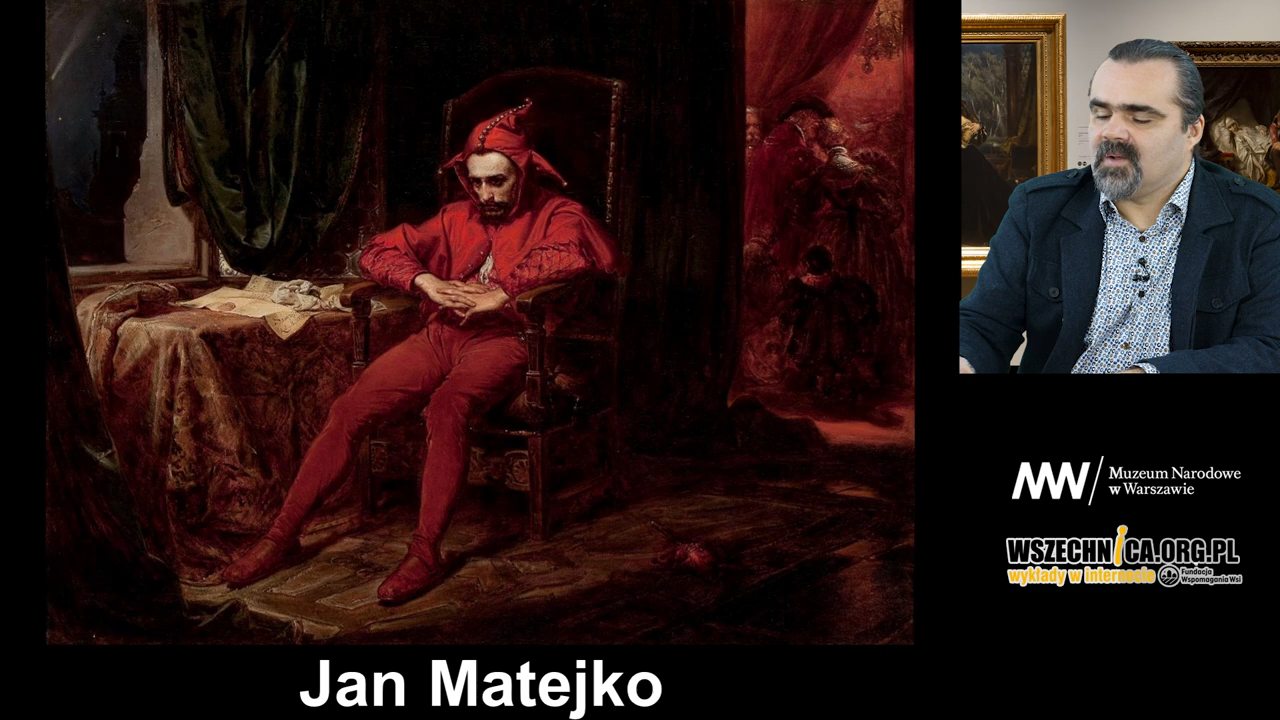 Muzeum Narodowe
w Warszawie
WSZECHNICA.ORG.PL
wykłady w internecie
Fundacja
Wspomagania Wsi
Jan Matejko